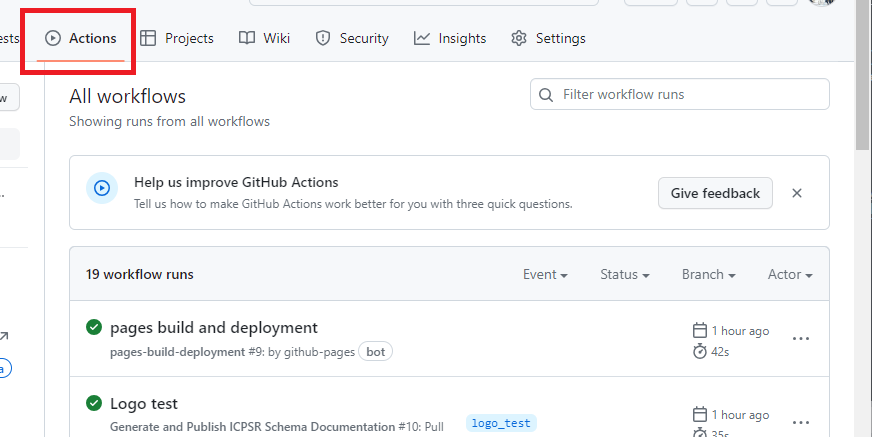 Actions Projects Wiki Security Insights Settings
All workflows
Filter workflow runs
Showing runs from all workflows
Help us improve GitHub Actions
Give feedback
Tell us how to make GitHub Actions work better for you with three quick questions.
19 workflow runs Event Status Branch Actor
pages build and deployment
1 hour ago
pages-build-deployment #9: by github-pages bot
42s
Logo test
1 hour ago
Generate and Publish ICPSR Schema Documentation #10: Pull logo_test
35s